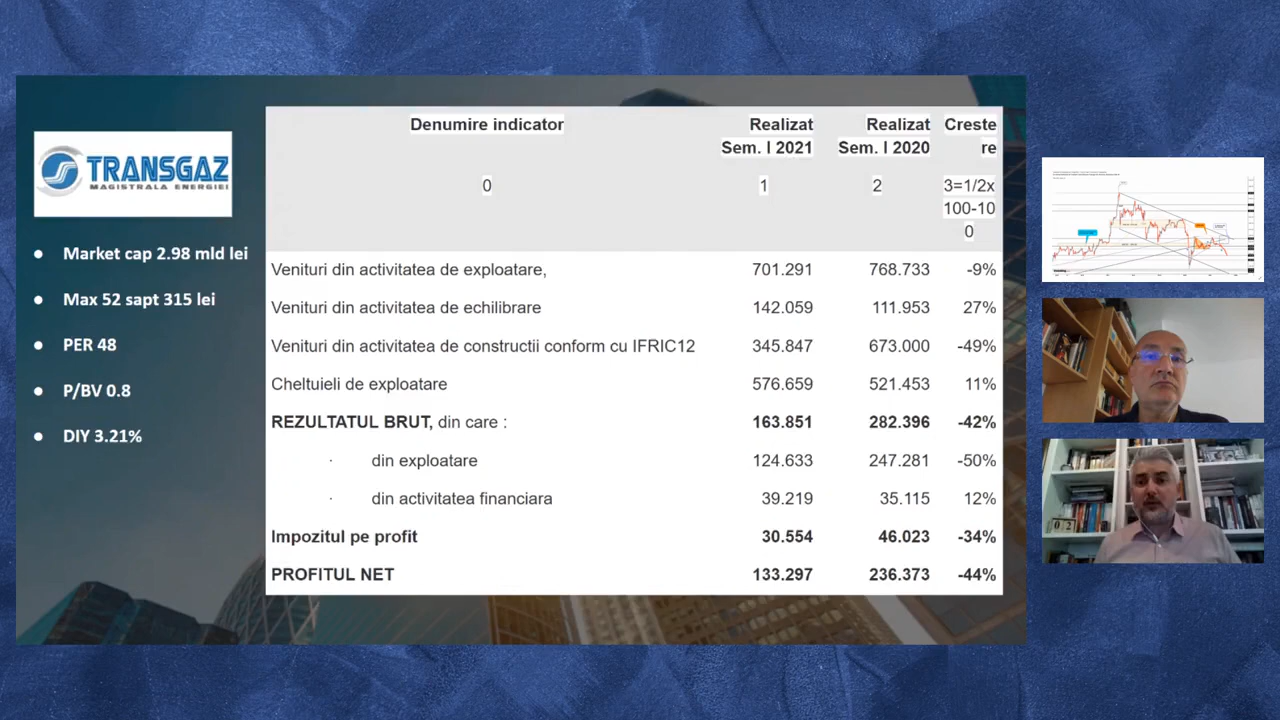 TRANSGAZ
MAGISTRALA ENERGIEI
Market cap 2.98 mld lei
Max 52 sapt 315 lei
PER 48
P/BV 0.8
DIY 3.21%
Denumire indicator Realizat Sem. I 2021 Realizat Sem. I 2020 Creste re
0 1 2 3=1/2x 100-10 0
Venituri din activitatea de exploatare, 701.291 768.733 -9%
Venituri din activitatea de echilibrare 142.059 111.953 27%
Venituri din activitatea de constructii conform cu IFRIC12 345.847 673.000 -49%
Cheltuieli de exploatare 576.659 521.453 11%
REZULTATUL BRUT, din care : 163.851 282.396 -42%
· din exploatare 124.633 247.281 -50%
· din activitatea financiara 39.219 35.115 12%
Impozitul pe profit 30.554 46.023 -34%
PROFITUL NET 133.297 236.373 -44%
02